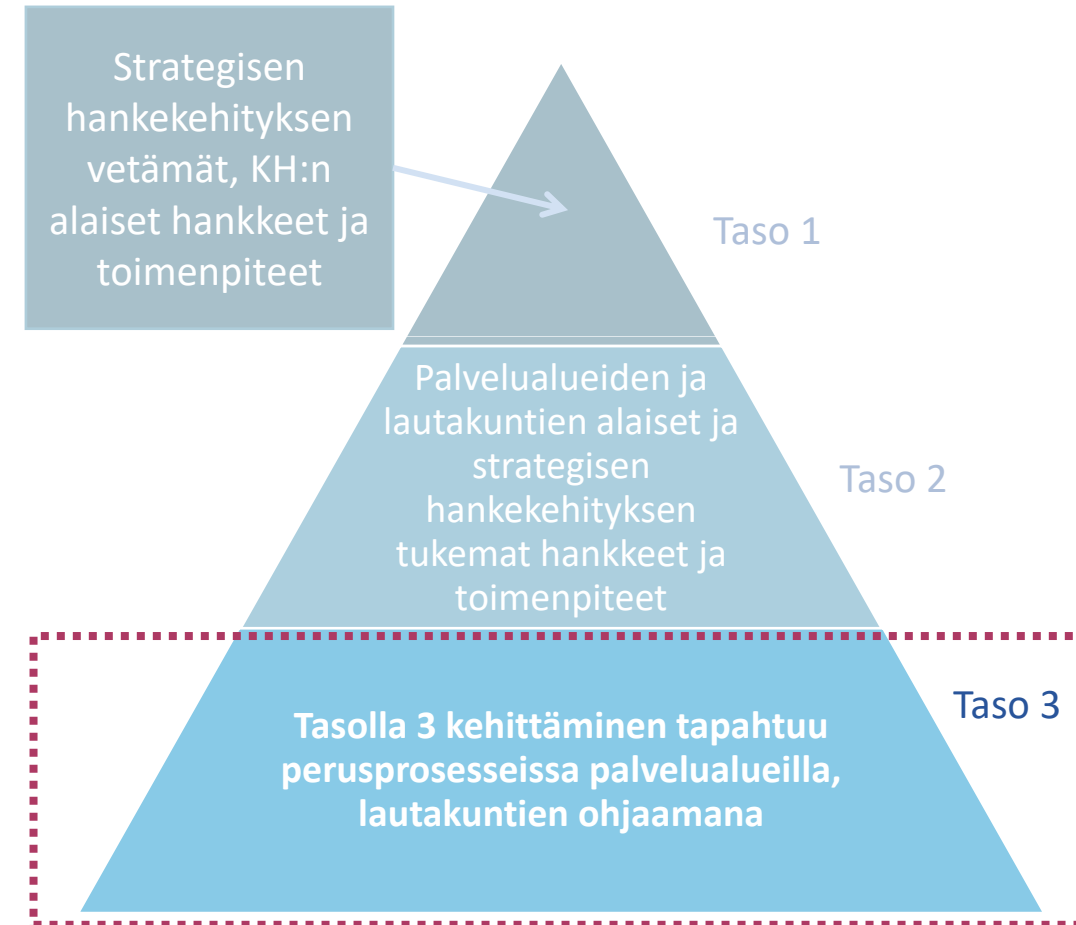 Strategisen
hankekehityksen
vetämät, KH:n
alaiset hankkeet ja
toimenpiteet
Taso 1
Palvelualueiden ja
lautakuntien alaiset ja
strategisen
hankekehityksen
tukemat hankkeet ja
toimenpiteet
Taso 2
Taso 3
Tasolla 3 kehittäminen tapahtuu
perusprosesseissa palvelualueilla,
lautakuntien ohjaamana